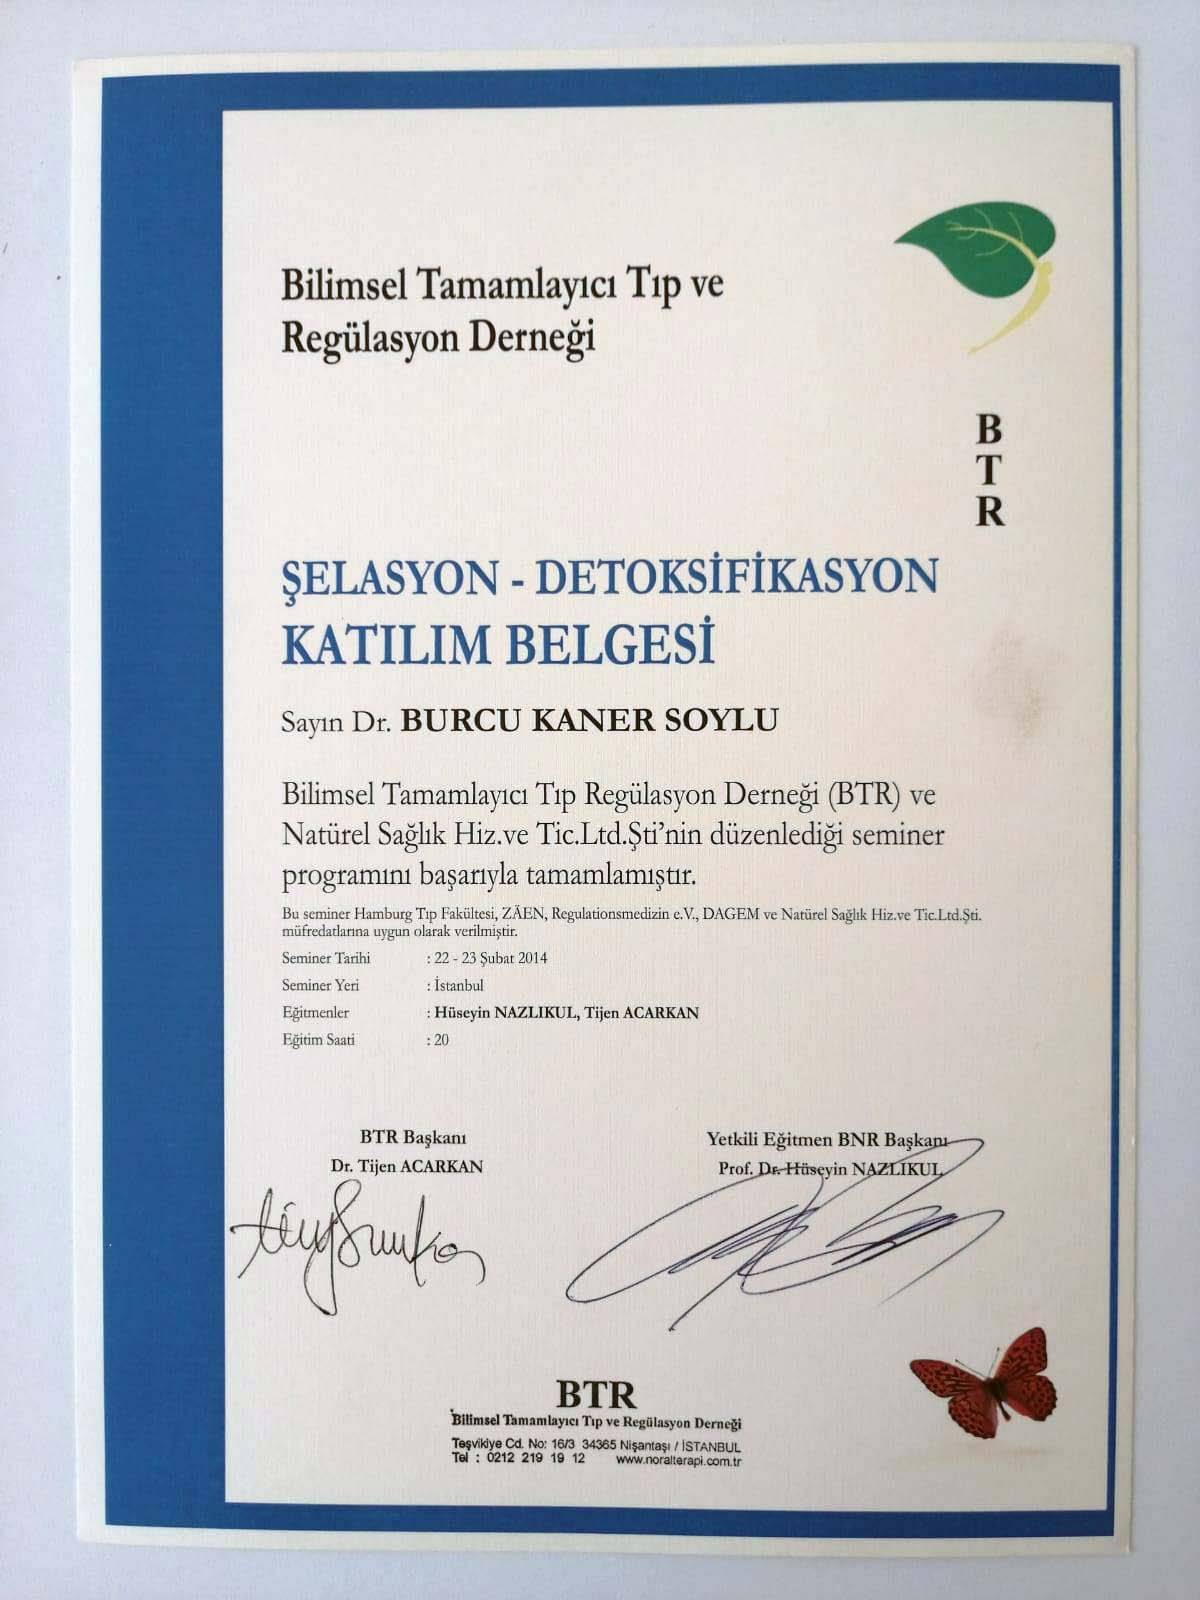 Bilimsel Tamamlayıcı Tıp ve
Regülasyon Derneği
B
T
R
ŞELASYON - DETOKSİFİKASYON
KATILIM BELGESİ
Sayın Dr. BURCU KANER SOYLU
Bilimsel Tamamlayıcı Tıp Regülasyon Derneği (BTR) ve
Natürel Sağlık Hiz.ve Tic.Ltd.Şti’nin düzenlediği seminer
programını başarıyla tamamlamıştır.
Bu seminer Hamburg Tıp Fakültesi, ZÄEN, Regulationsmedizin e.V., DAGEM ve Natürel Sağlık Hiz.ve Tic.Ltd.Şti.
müfredatlarına uygun olarak verilmiştir.
Seminer Tarihi : 22 - 23 Şubat 2014
Seminer Yeri : İstanbul
Eğitmenler : Hüseyin NAZLIKUL, Tijen ACARKAN
Eğitim Saati : 20
BTR Başkanı
Dr. Tijen ACARKAN
Yetkili Eğitmen BNR Başkanı
Prof. Dr. Hüseyin NAZLIKUL
BTR
Bilimsel Tamamlayıcı Tıp ve Regülasyon Derneği
Teşvikiye Cd. No: 16/3 34365 Nişantaşı / İSTANBUL
Tel : 0212 219 19 12 www.noralterapi.com.tr